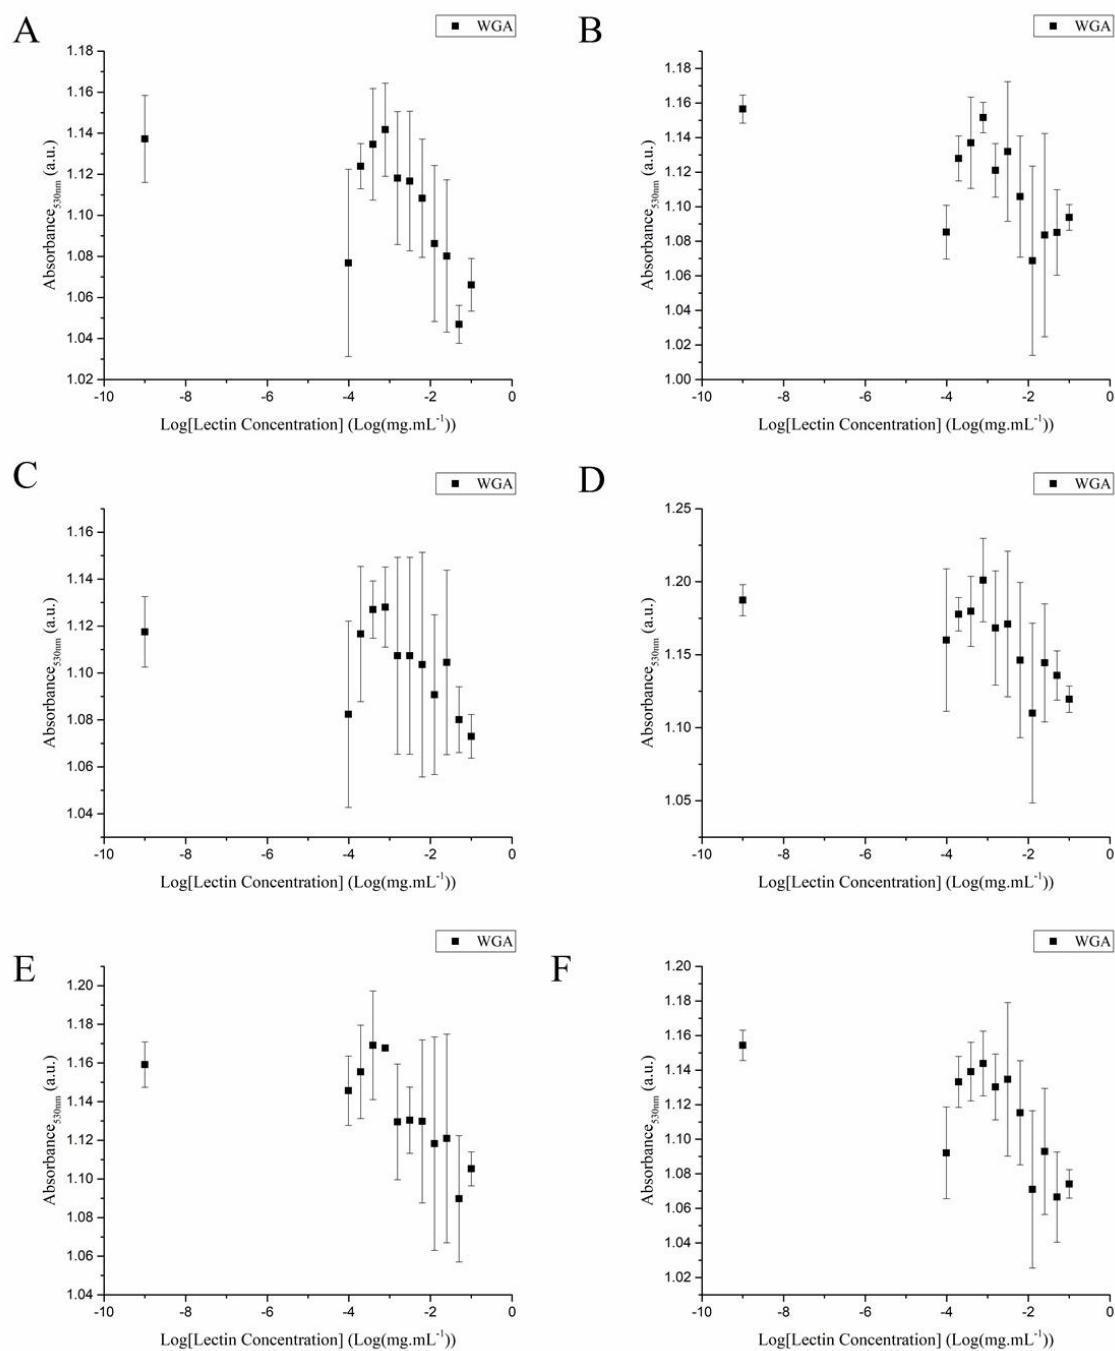 A
WGA
1.18
1.16
1.14
1.12
1.10
1.08
1.06
1.04
1.02
Absorbance530nm (a.u.)
-10 -8 -6 -4 -2 0
Log[Lectin Concentration] (Log(mg.mL-1))
B
WGA
1.18
1.16
1.14
1.12
1.10
1.08
1.06
1.04
1.02
1.00
Absorbance530nm (a.u.)
-10 -8 -6 -4 -2 0
Log[Lectin Concentration] (Log(mg.mL-1))
C
WGA
1.16
1.14
1.12
1.10
1.08
1.06
1.04
Absorbance530nm (a.u.)
-10 -8 -6 -4 -2 0
Log[Lectin Concentration] (Log(mg.mL-1))
D
WGA
1.25
1.20
1.15
1.10
1.05
Absorbance530nm (a.u.)
-10 -8 -6 -4 -2 0
Log[Lectin Concentration] (Log(mg.mL-1))
E
WGA
1.20
1.18
1.16
1.14
1.12
1.10
1.08
1.06
1.04
Absorbance530nm (a.u.)
-10 -8 -6 -4 -2 0
Log[Lectin Concentration] (Log(mg.mL-1))
F
WGA
1.20
1.18
1.16
1.14
1.12
1.10
1.08
1.06
1.04
1.02
Absorbance530nm (a.u.)
-10 -8 -6 -4 -2 0
Log[Lectin Concentration] (Log(mg.mL-1))